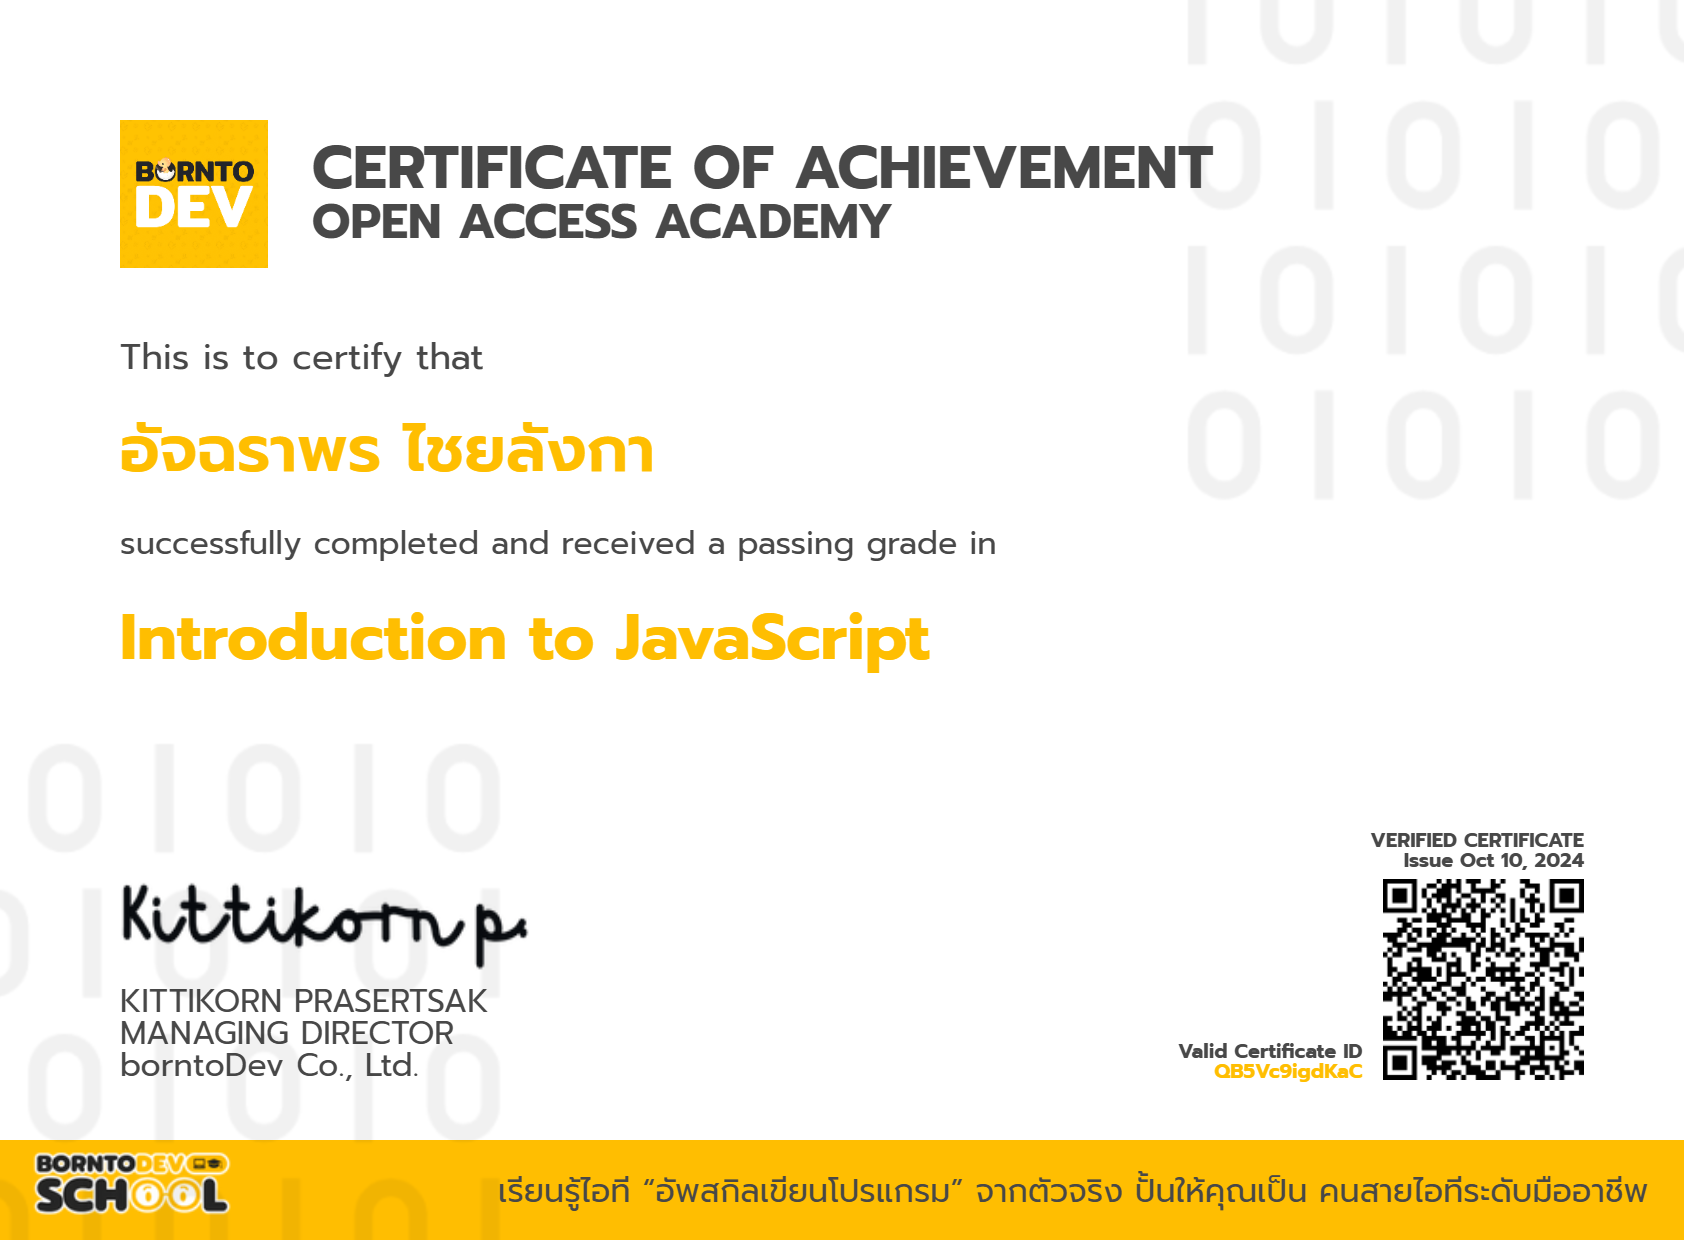 BORNTO
DEV
CERTIFICATE OF ACHIEVEMENT
OPEN ACCESS ACADEMY
This is to certify that
อัจฉราพร ไชยลังกา
successfully completed and received a passing grade in
Introduction to JavaScript
Kittikorn p.
KITTIKORN PRASERTSAK
MANAGING DIRECTOR
borntoDev Co., Ltd.
VERIFIED CERTIFICATE
Issue Oct 10, 2024
Valid Certificate ID
QB5Vc9igdKaC
BORNTODEV
SCHOOL
เรียนรู้ไอที “อัพสกิลเขียนโปรแกรม” จากตัวจริง ปั้นให้คุณเป็น คนสายไอทีระดับมืออาชีพ